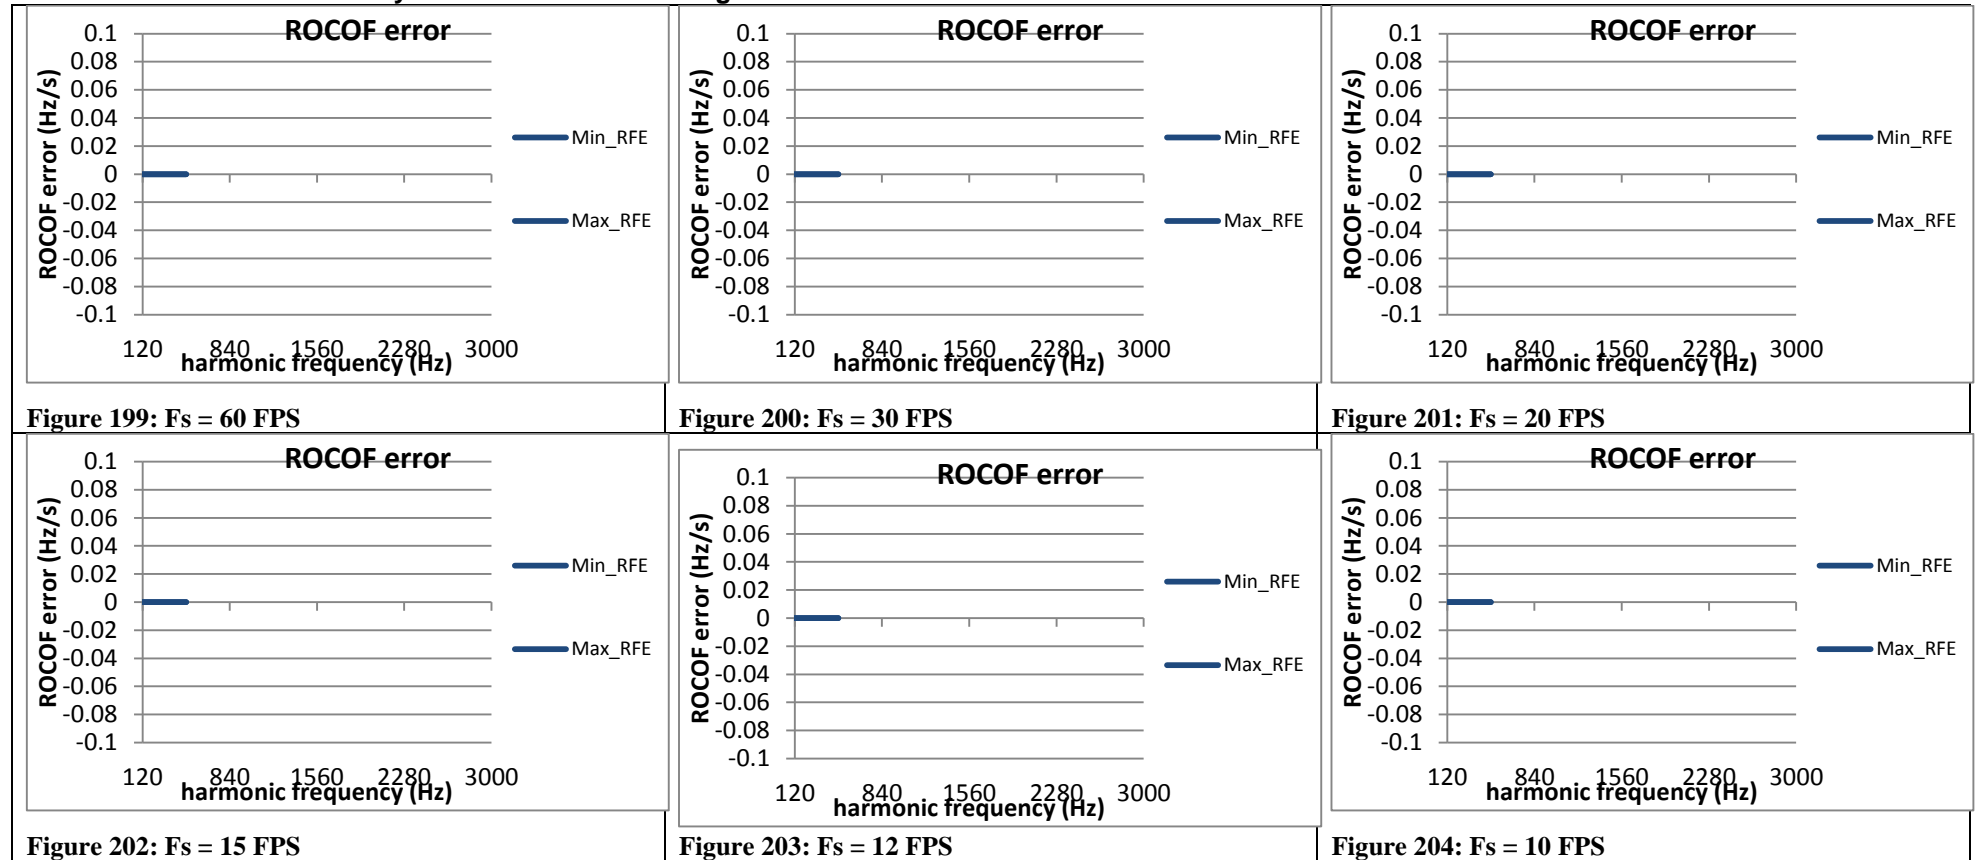 ROCOF error
0.1
0.08
0.06
0.04
0.02
0
-0.02
-0.04
-0.06
-0.08
-0.1
ROCOF error (Hz/s)
120 840 1560 2280 3000
harmonic frequency (Hz)
Min_RFE
Max_RFE
Figure 199: Fs = 60 FPS
ROCOF error
0.1
0.08
0.06
0.04
0.02
0
-0.02
-0.04
-0.06
-0.08
-0.1
ROCOF error (Hz/s)
120 840 1560 2280 3000
harmonic frequency (Hz)
Min_RFE
Max_RFE
Figure 200: Fs = 30 FPS
ROCOF error
0.1
0.08
0.06
0.04
0.02
0
-0.02
-0.04
-0.06
-0.08
-0.1
ROCOF error (Hz/s)
120 840 1560 2280 3000
harmonic frequency (Hz)
Min_RFE
Max_RFE
Figure 201: Fs = 20 FPS
ROCOF error
0.1
0.08
0.06
0.04
0.02
0
-0.02
-0.04
-0.06
-0.08
-0.1
ROCOF error (Hz/s)
120 840 1560 2280 3000
harmonic frequency (Hz)
Min_RFE
Max_RFE
Figure 202: Fs = 15 FPS
ROCOF error
0.1
0.08
0.06
0.04
0.02
0
-0.02
-0.04
-0.06
-0.08
-0.1
ROCOF error (Hz/s)
120 840 1560 2280 3000
harmonic frequency (Hz)
Min_RFE
Max_RFE
Figure 203: Fs = 12 FPS
ROCOF error
0.1
0.08
0.06
0.04
0.02
0
-0.02
-0.04
-0.06
-0.08
-0.1
ROCOF error (Hz/s)
120 840 1560 2280 3000
harmonic frequency (Hz)
Min_RFE
Max_RFE
Figure 204: Fs = 10 FPS